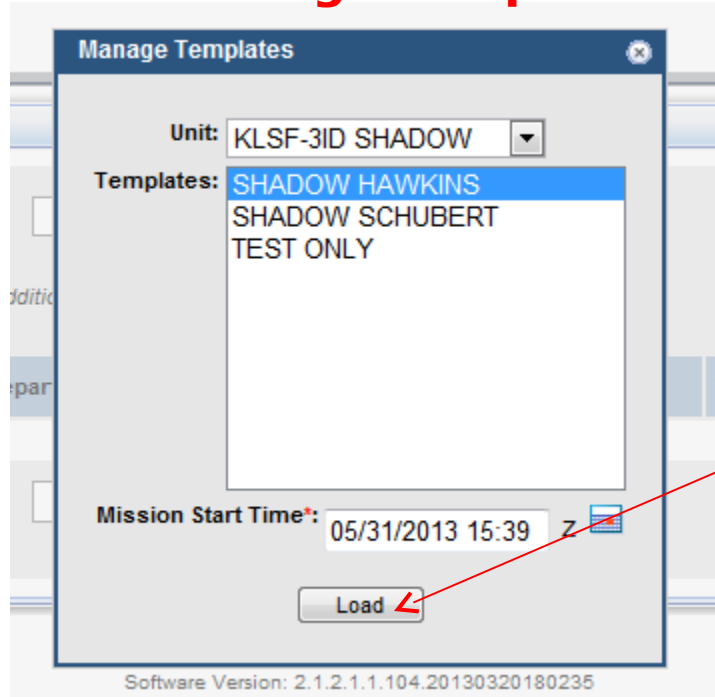 Manage Templates
Unit: KLSF-3ID SHADOW
Templates: SHADOW HAWKINS
SHADOW SCHUBERT
TEST ONLY
Mission Start Time*: 05/31/2013 15:39 Z
Load
Software Version: 2.1.2.1.1.104.20130320180235